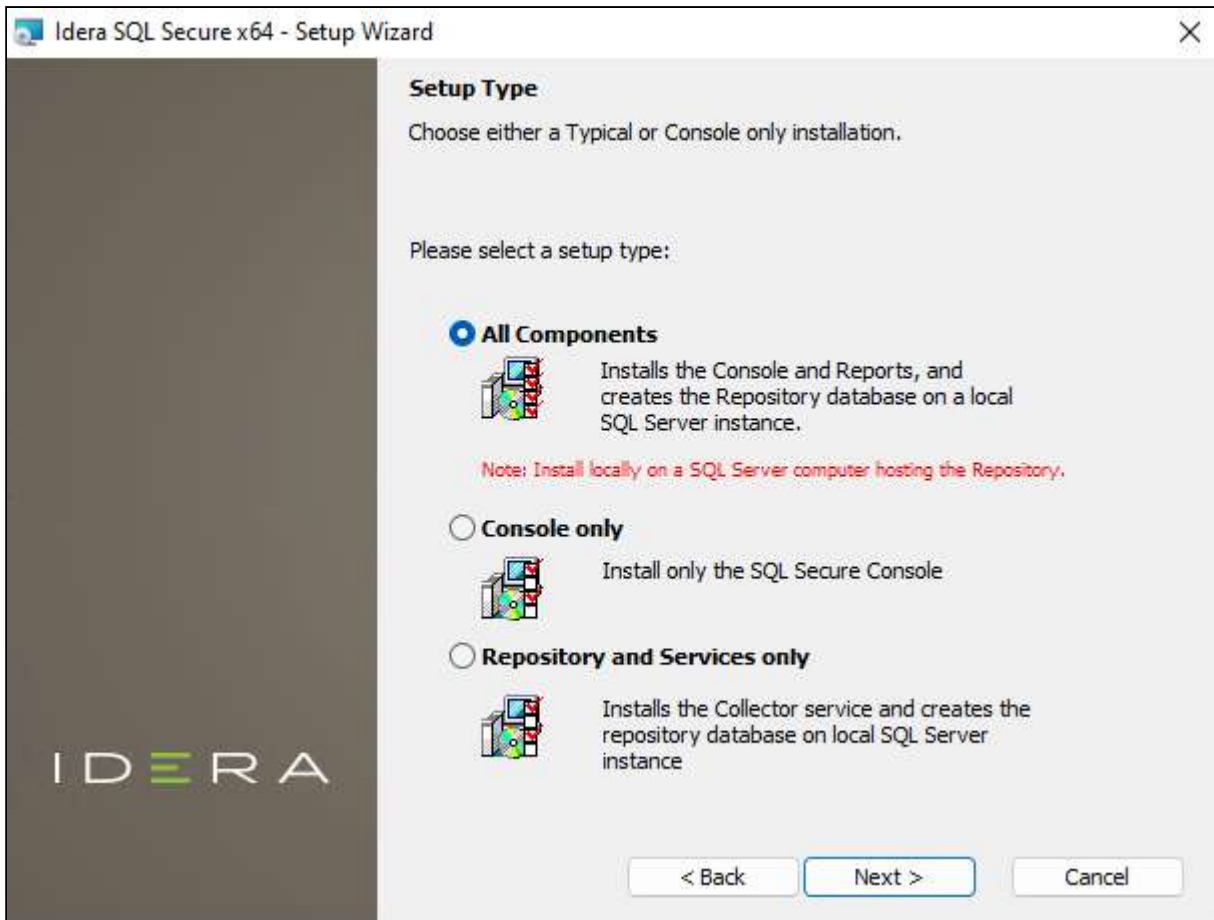 Idera SQL Secure x64 - Setup Wizard
Setup Type
Choose either a Typical or Console only installation.
Please select a setup type:
All Components
Installs the Console and Reports, and
creates the Repository database on a local
SQL Server instance.
Note: Install locally on a SQL Server computer hosting the Repository.
Console only
Install only the SQL Secure Console
Repository and Services only
Installs the Collector service and creates the
repository database on local SQL Server
instance
IDERA
< Back
Next >
Cancel